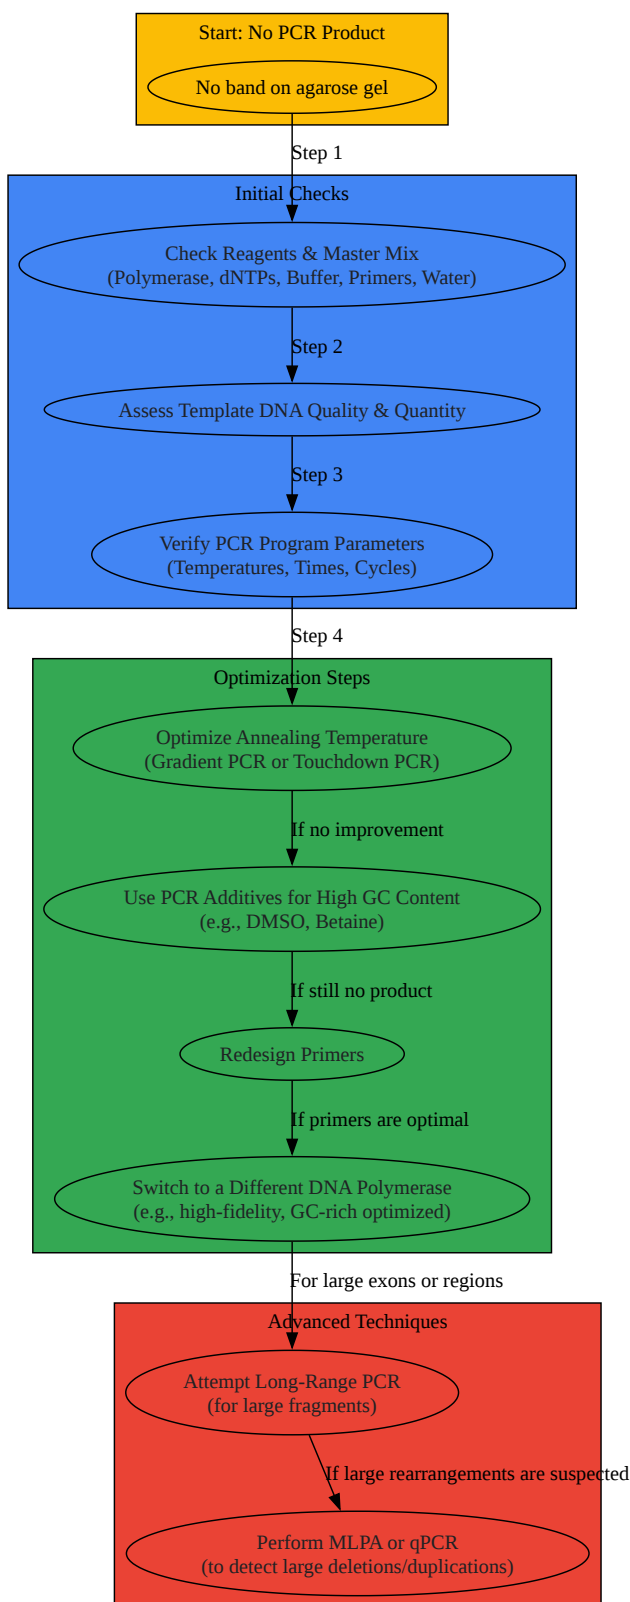 Start: No PCR Product
No band on agarose gel
Step 1
Initial Checks
Check Reagents & Master Mix
(Polymerase, dNTPs, Buffer, Primers, Water)
Step 2
Assess Template DNA Quality & Quantity
Step 3
Verify PCR Program Parameters
(Temperatures, Times, Cycles)
Step 4
Optimization Steps
Optimize Annealing Temperature
(Gradient PCR or Touchdown PCR)
If no improvement
Use PCR Additives for High GC Content
(e.g., DMSO, Betaine)
If still no product
Redesign Primers
If primers are optimal
Switch to a Different DNA Polymerase
(e.g., high-fidelity, GC-rich optimized)
For large exons or regions
Advanced Techniques
Attempt Long-Range PCR
(for large fragments)
If large rearrangements are suspected
Perform MLPA or qPCR
(to detect large deletions/duplications)